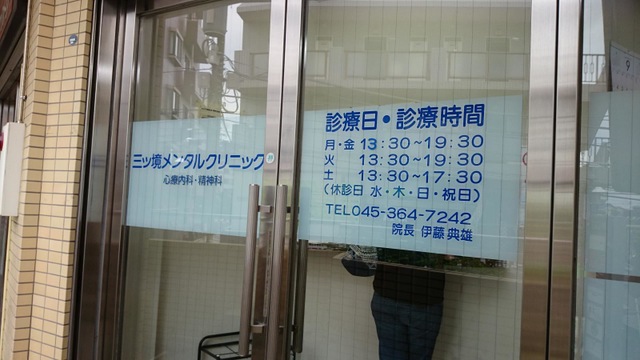 三ッ境メンタルクリニック
心療内科・精神科
診療日・診療時間
月・金 13:30~19:30
火 13:30~19:30
土 13:30~17:30
(休診日 水・木・日・祝日)
TEL045-364-7242
院長 伊藤典雄
9